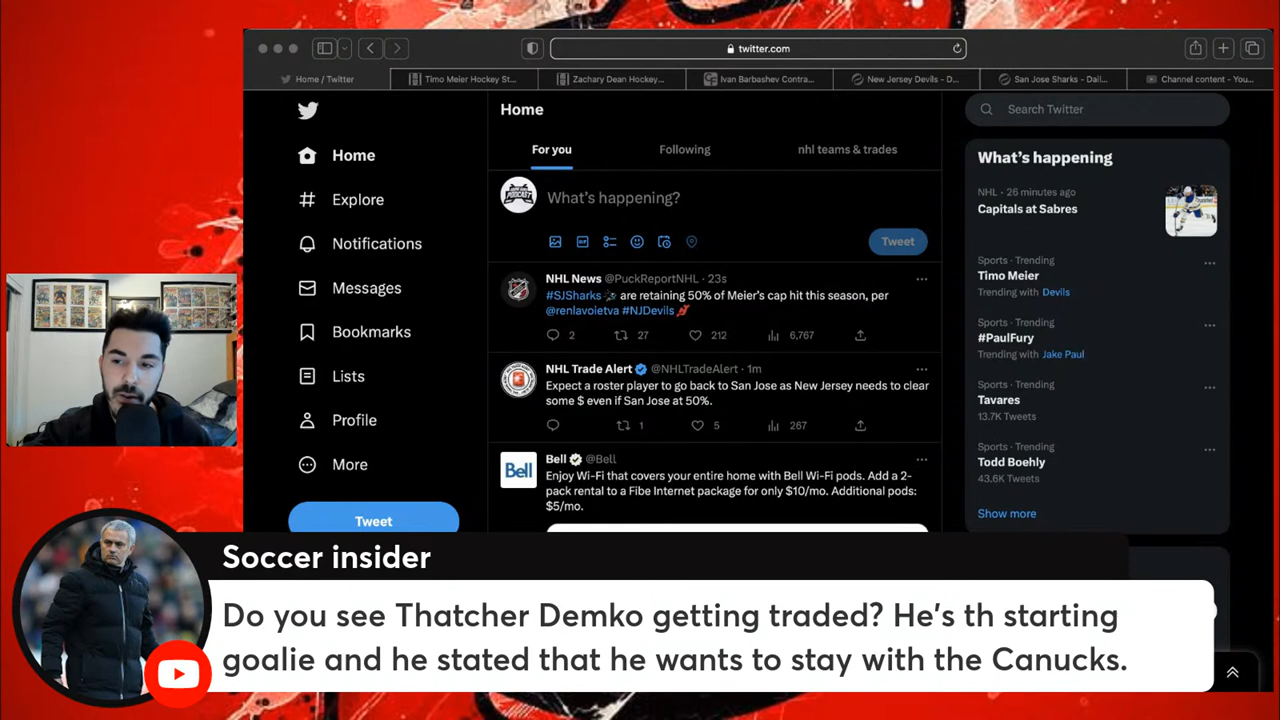 twitter.com
Home / Twitter
Timo Meier Hockey St...
Zachary Dean Hockey...
Ivan Barbashev Contra...
New Jersey Devils - D...
San Jose Sharks - Dail...
Channel content - You...
Home
Explore
Notifications
Messages
Bookmarks
Lists
Profile
More
Tweet
Home
For you
Following
nhl teams & trades
What's happening?
Tweet
NHL News @PuckReportNHL · 23s
#SJSharks are retaining 50% of Meier's cap hit this season, per
@renlavoietva #NJDevils
2
27
212
6,767
NHL Trade Alert @NHLTradeAlert · 1m
Expect a roster player to go back to San Jose as New Jersey needs to clear
some $ even if San Jose at 50%.
1
5
267
Bell
Bell @Bell
Enjoy Wi-Fi that covers your entire home with Bell Wi-Fi pods. Add a 2-
pack rental to a Fibe Internet package for only $10/mo. Additional pods:
$5/mo.
Search Twitter
What's happening
NHL · 26 minutes ago
Capitals at Sabres
Sports · Trending
Timo Meier
Trending with Devils
Sports · Trending
#PaulFury
Trending with Jake Paul
Sports · Trending
Tavares
13.7K Tweets
Sports · Trending
Todd Boehly
43.6K Tweets
Show more
Soccer insider
Do you see Thatcher Demko getting traded? He's th starting
goalie and he stated that he wants to stay with the Canucks.